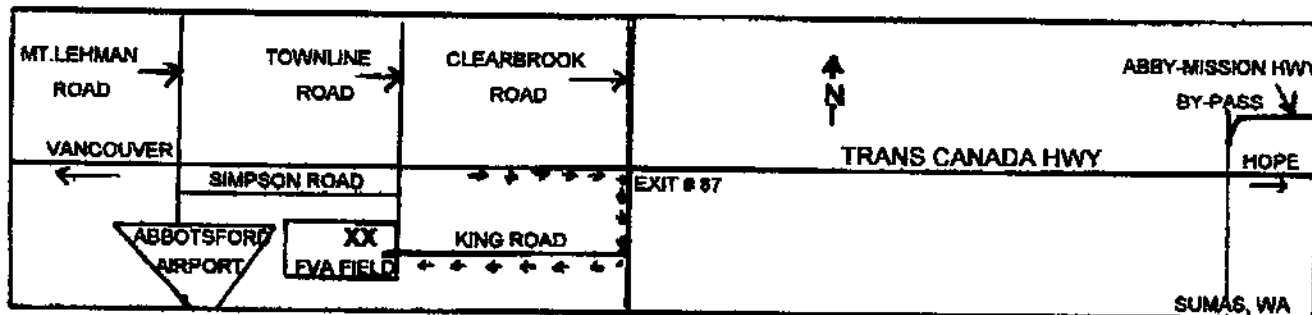 MT.LEHMAN
ROAD
TOWNLINE
ROAD
CLEARBROOK
ROAD
N
ABBY-MISSION HWY
BY-PASS
VANCOUVER
TRANS CANADA HWY
HOPE
SIMPSON ROAD
EXIT # 87
ABBOTSFORD
AIRPORT
XX
FVA FIELD
KING ROAD
SUMAS, WA